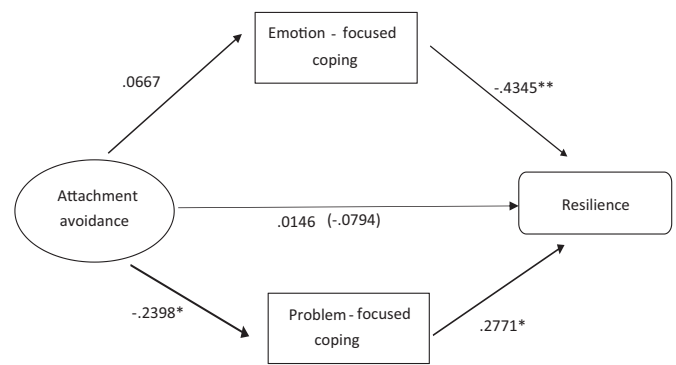 Emotion - focused
coping
.0667
-.4345**
Attachment
avoidance
Resilience
.0146 (-.0794)
-.2398*
Problem - focused
coping
.2771*